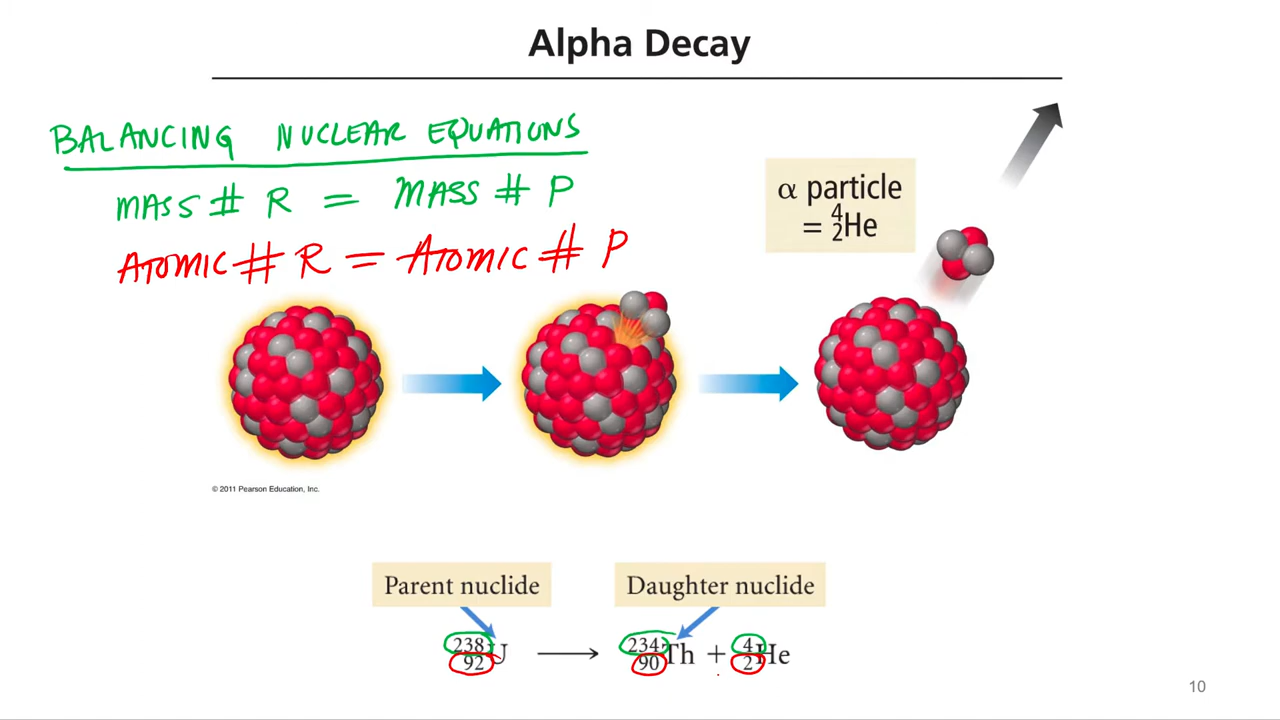 Alpha Decay
BALANCING NUCLEAR EQUATIONS
MASS # R = MASS # P
ATOMIC # R = ATOMIC # P
α particle
= ⁴₂He
© 2011 Pearson Education, Inc.
Parent nuclide
Daughter nuclide
²³⁸₉₂U ⟶ ²³⁴₉₀Th + ⁴₂He
10